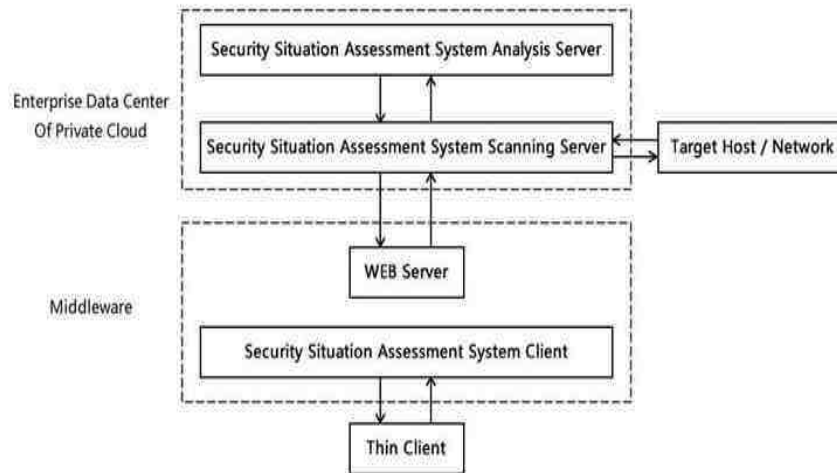 Security Situation Assessment System Analysis Server
Enterprise Data Center
Of Private Cloud
Security Situation Assessment System Scanning Server
Target Host / Network
WEB Server
Middleware
Security Situation Assessment System Client
Thin Client